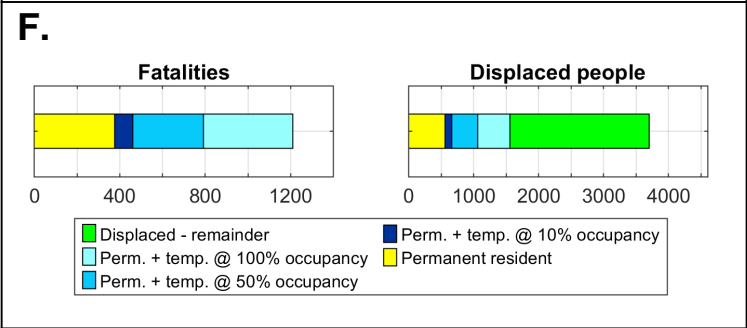 F.
Fatalities
Displaced people
0 400 800 1200
0 1000 2000 3000 4000
Displaced - remainder
Perm. + temp. @ 10% occupancy
Perm. + temp. @ 100% occupancy
Permanent resident
Perm. + temp. @ 50% occupancy